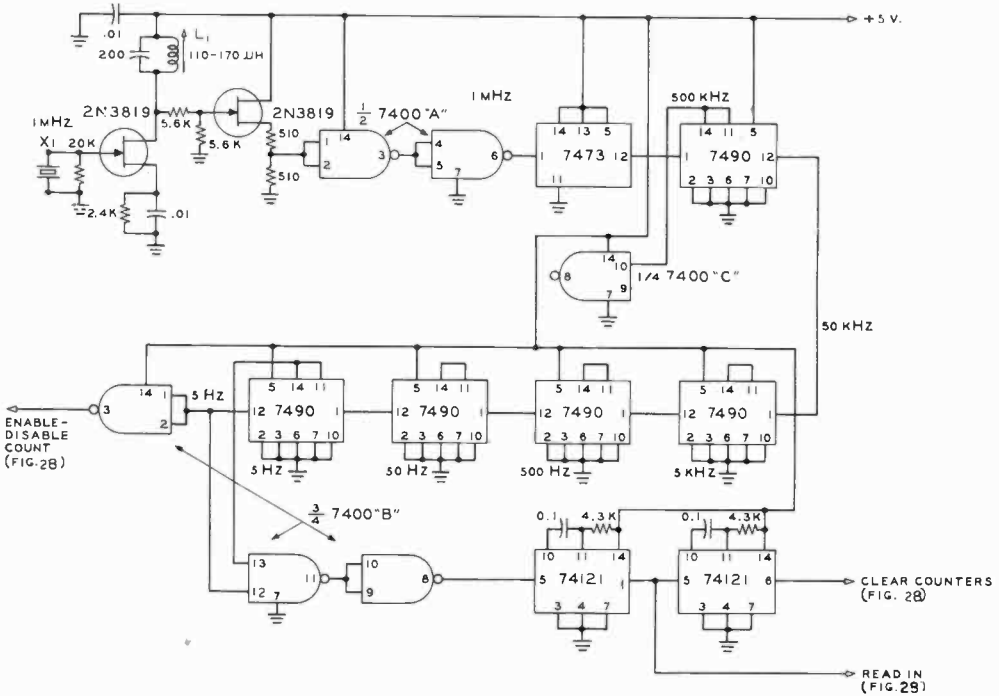 +5 V.
.01
L1
200
110-170 UH
2N3819
2N3819
1/2 7400 "A"
1 MHz
500 KHz
1MHz
X1
20K
5.6K
5.6K
510
510
14
1
2
3
4
5
6
7
14 13 5
1 7473 12
11
14 11 5
1 7490 12
2 3 6 7 10
2.4K
.01
14
8
10
9
7
1/4 7400 "C"
50 KHz
14
3
1
2
5 Hz
5 14 11
12 7490 1
2 3 6 7 10
5 Hz
5 14 11
12 7490 1
2 3 6 7 10
50 Hz
5 14 11
12 7490 1
2 3 6 7 10
500 Hz
5 14 11
12 7490 1
2 3 6 7 10
5 KHz
ENABLE-
DISABLE
COUNT
(FIG. 28)
3/4 7400 "B"
13
12
11
7
10
9
8
0.1 4.3K
10 11 14
5 74121 1
3 4 7
0.1 4.3K
10 11 14
5 74121 6
3 4 7
CLEAR COUNTERS
(FIG. 28)
READ IN
(FIG. 28)